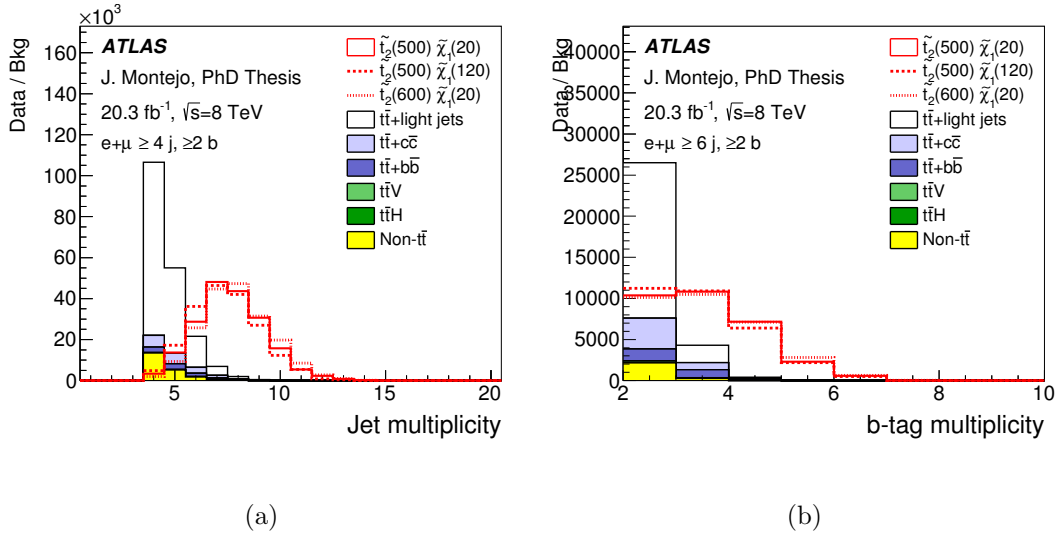 ×10³
Data / Bkg
160
140
120
100
80
60
40
20
0
5
10
15
20
Jet multiplicity
ATLAS
J. Montejo, PhD Thesis
20.3 fb⁻¹, √s=8 TeV
e+μ ≥ 4 j, ≥2 b
t̃₂(500) χ̃₁(20)
t̃₂(500) χ̃₁(120)
t̃₂(600) χ̃₁(20)
tt̄+light jets
tt̄+cc̄
tt̄+bb̄
tt̄V
tt̄H
Non-tt̄
(a)
Data / Bkg
40000
35000
30000
25000
20000
15000
10000
5000
0
2
4
6
8
10
b-tag multiplicity
ATLAS
J. Montejo, PhD Thesis
20.3 fb⁻¹, √s=8 TeV
e+μ ≥ 6 j, ≥2 b
t̃₂(500) χ̃₁(20)
t̃₂(500) χ̃₁(120)
t̃₂(600) χ̃₁(20)
tt̄+light jets
tt̄+cc̄
tt̄+bb̄
tt̄V
tt̄H
Non-tt̄
(b)